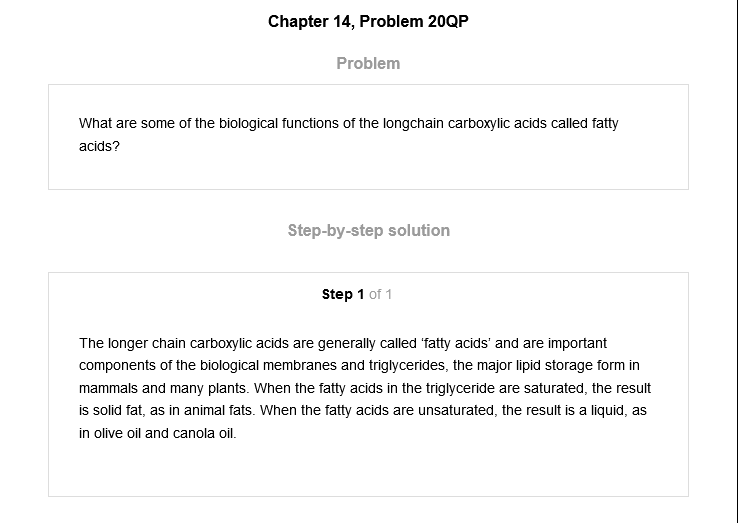 Chapter 14, Problem 20QP
Problem
What are some of the biological functions of the longchain carboxylic acids called fatty
acids?
Step-by-step solution
Step 1 of 1
The longer chain carboxylic acids are generally called ‘fatty acids’ and are important
components of the biological membranes and triglycerides, the major lipid storage form in
mammals and many plants. When the fatty acids in the triglyceride are saturated, the result
is solid fat, as in animal fats. When the fatty acids are unsaturated, the result is a liquid, as
in olive oil and canola oil.